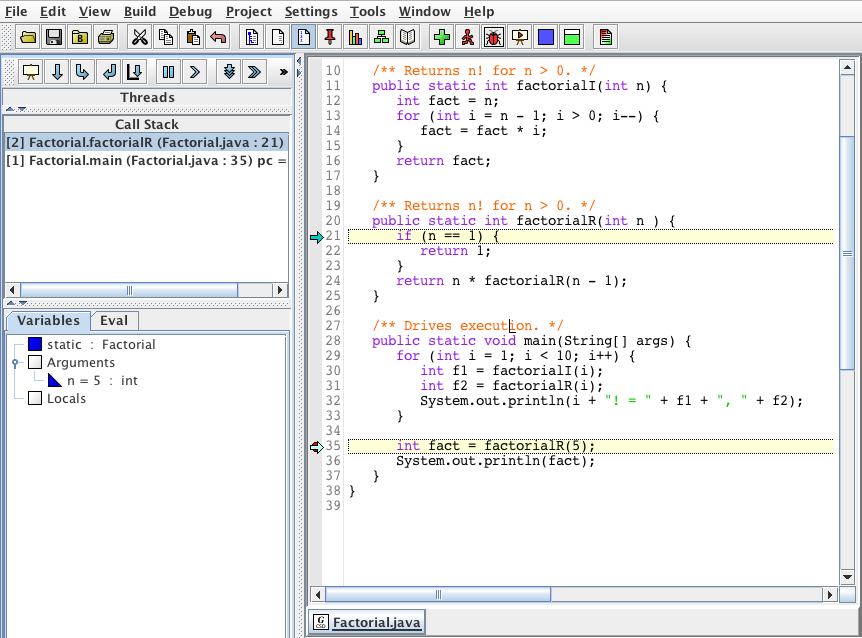 File Edit View Build Debug Project Settings Tools Window Help
Threads
Call Stack
[2] Factorial.factorialR (Factorial.java : 21)
[1] Factorial.main (Factorial.java : 35) pc =
Variables Eval
static : Factorial
Arguments
n = 5 : int
Locals
10 /** Returns n! for n > 0. */
11 public static int factorialI(int n) {
12 int fact = n;
13 for (int i = n - 1; i > 0; i--) {
14 fact = fact * i;
15 }
16 return fact;
17 }
18
19 /** Returns n! for n > 0. */
20 public static int factorialR(int n ) {
21 if (n == 1) {
22 return 1;
23 }
24 return n * factorialR(n - 1);
25 }
26
27 /** Drives execution. */
28 public static void main(String[] args) {
29 for (int i = 1; i < 10; i++) {
30 int f1 = factorialI(i);
31 int f2 = factorialR(i);
32 System.out.println(i + "! = " + f1 + ", " + f2);
33 }
34
35 int fact = factorialR(5);
36 System.out.println(fact);
37 }
38 }
39
Factorial.java